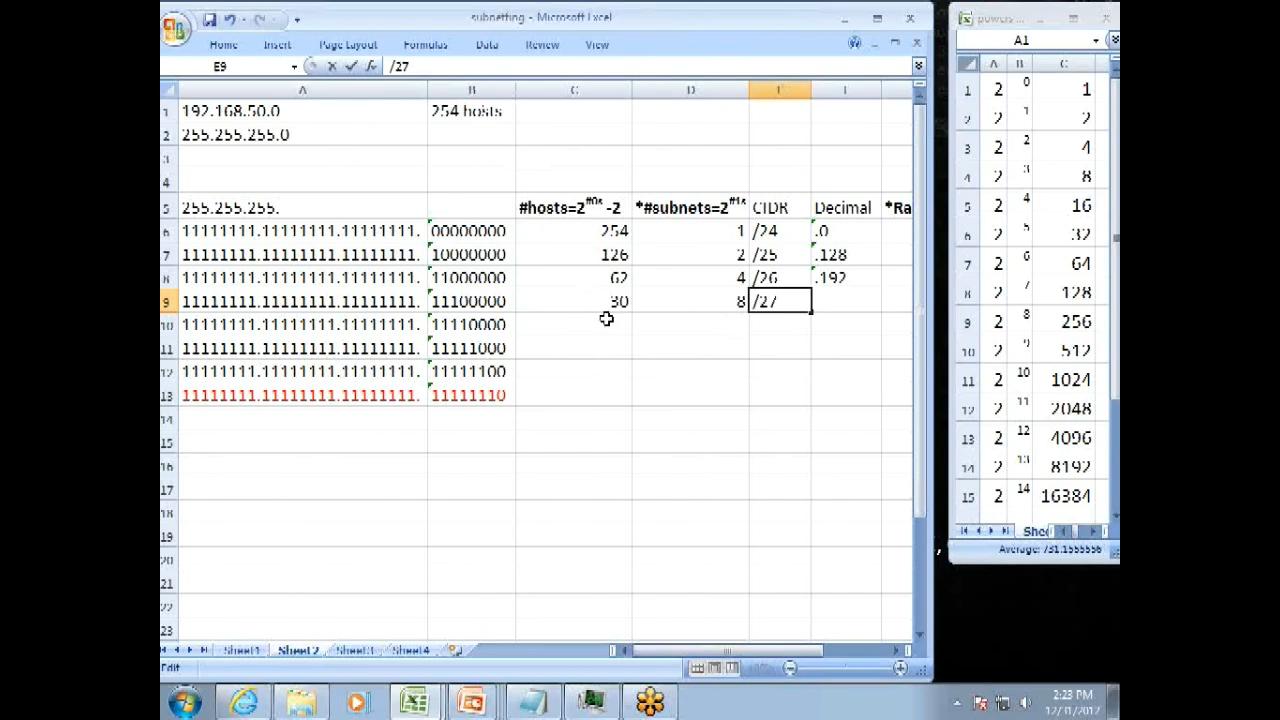 subnetting - Microsoft Excel
Home Insert Page Layout Formulas Data Review View
E9 /27
A B C D E F
1 192.168.50.0 254 hosts
2 255.255.255.0
3
4
5 255.255.255. #hosts=2^#0s -2 *#subnets=2^#1s CIDR Decimal *Ra
6 11111111.11111111.11111111. 00000000 254 1 /24 .0
7 11111111.11111111.11111111. 10000000 126 2 /25 .128
8 11111111.11111111.11111111. 11000000 62 4 /26 .192
9 11111111.11111111.11111111. 11100000 30 8 /27
10 11111111.11111111.11111111. 11110000
11 11111111.11111111.11111111. 11111000
12 11111111.11111111.11111111. 11111100
13 11111111.11111111.11111111. 11111110
14
15
16
17
18
19
20
21
22
23
Sheet1 Sheet2 Sheet3 Sheet4
Edit
powers ...
A1
A B C
1 2 0 1
2 2 1 2
3 2 2 4
4 2 3 8
5 2 4 16
6 2 5 32
7 2 6 64
8 2 7 128
9 2 8 256
10 2 9 512
11 2 10 1024
12 2 11 2048
13 2 12 4096
14 2 13 8192
15 2 14 16384
Shee
Average: 731.1555556
2:23 PM
12/31/2012